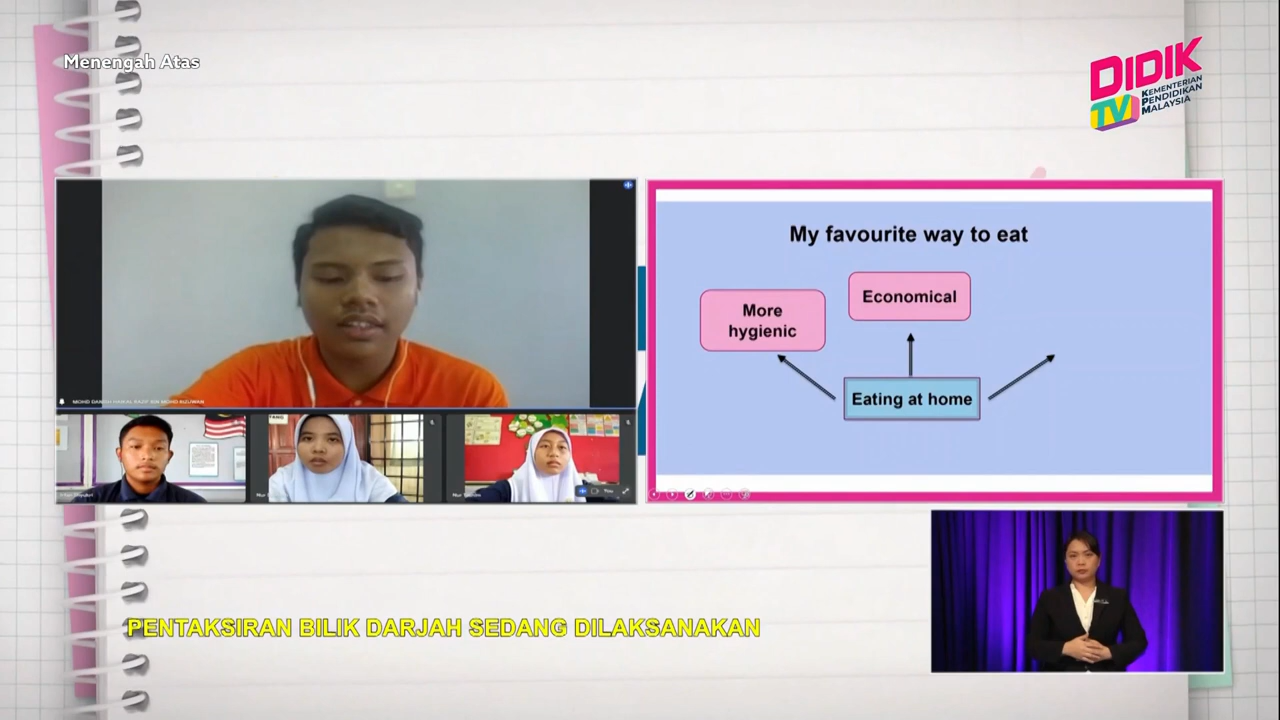 Menengah Atas
DIDIK
TV
KEMENTERIAN
PENDIDIKAN
MALAYSIA
My favourite way to eat
Economical
More
hygienic
Eating at home
PENTAKSIRAN BILIK DARJAH SEDANG DILAKSANAKAN